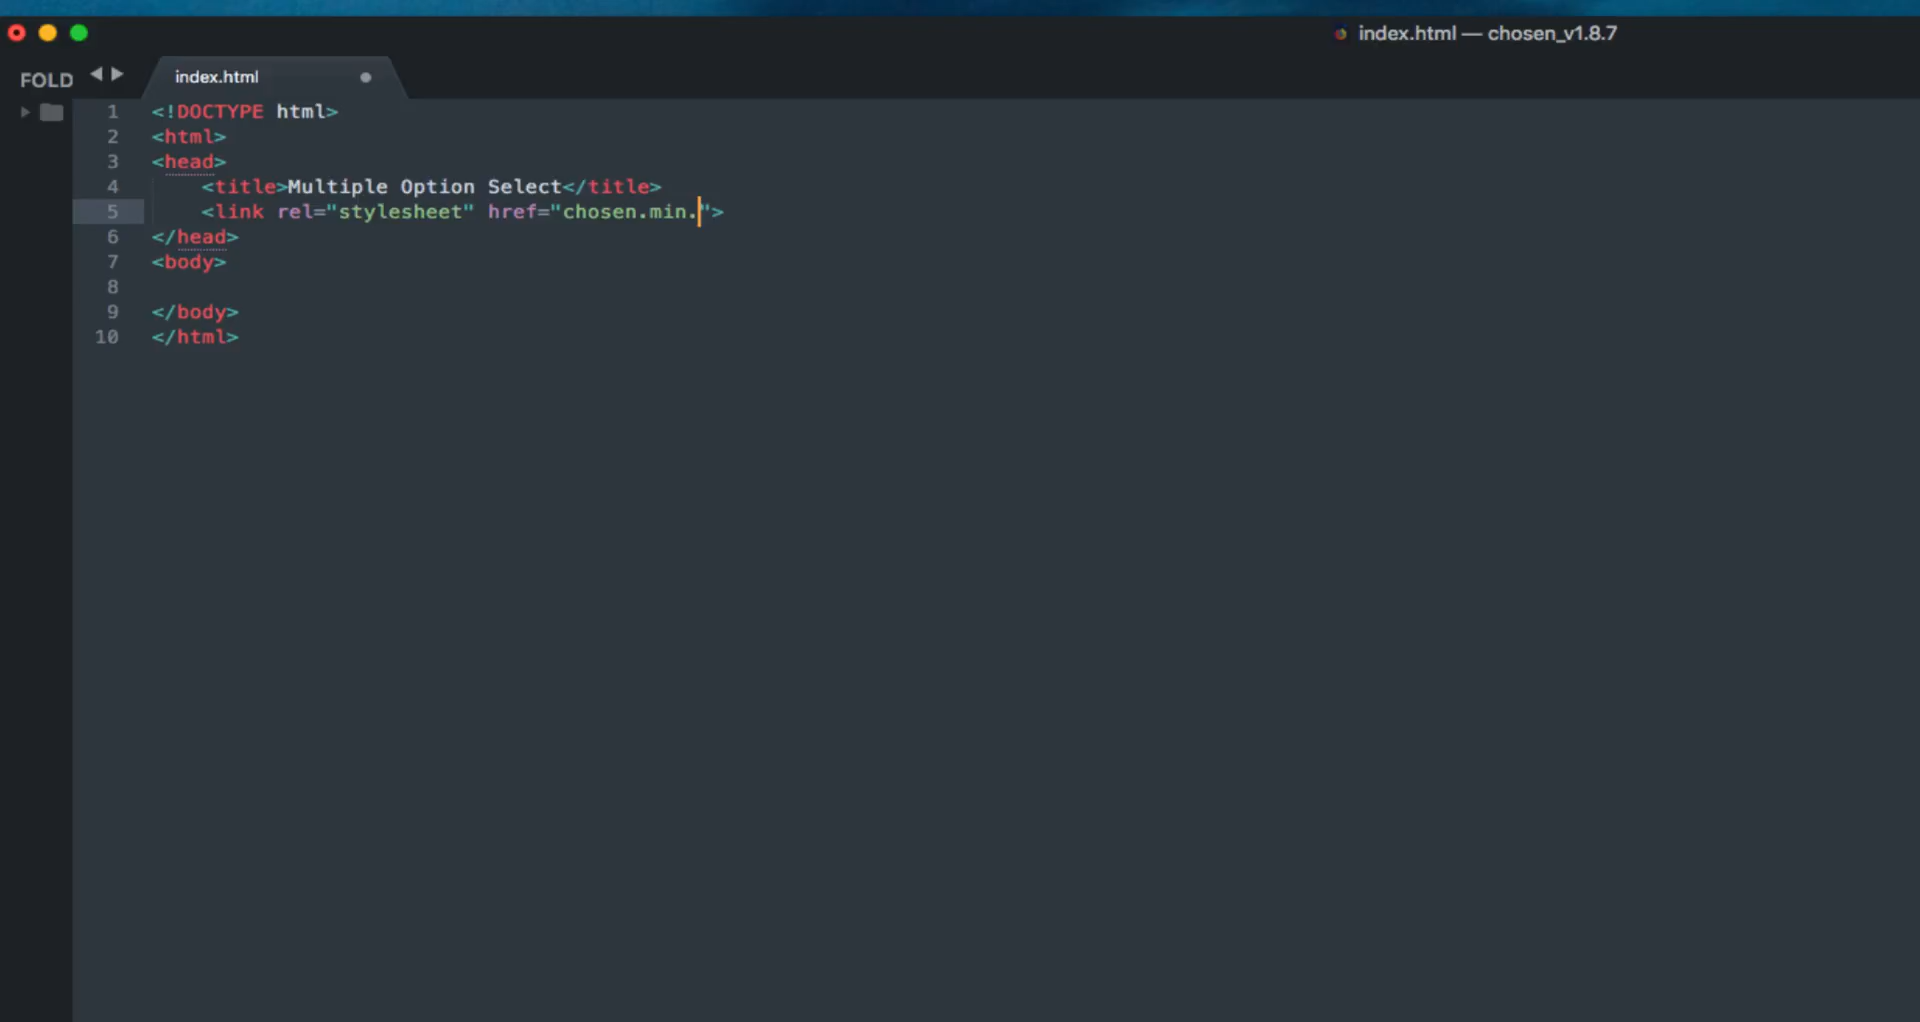 index.html — chosen_v1.8.7
FOLD
index.html
1 <!DOCTYPE html>
2 <html>
3 <head>
4 <title>Multiple Option Select</title>
5 <link rel="stylesheet" href="chosen.min.">
6 </head>
7 <body>
8
9 </body>
10 </html>